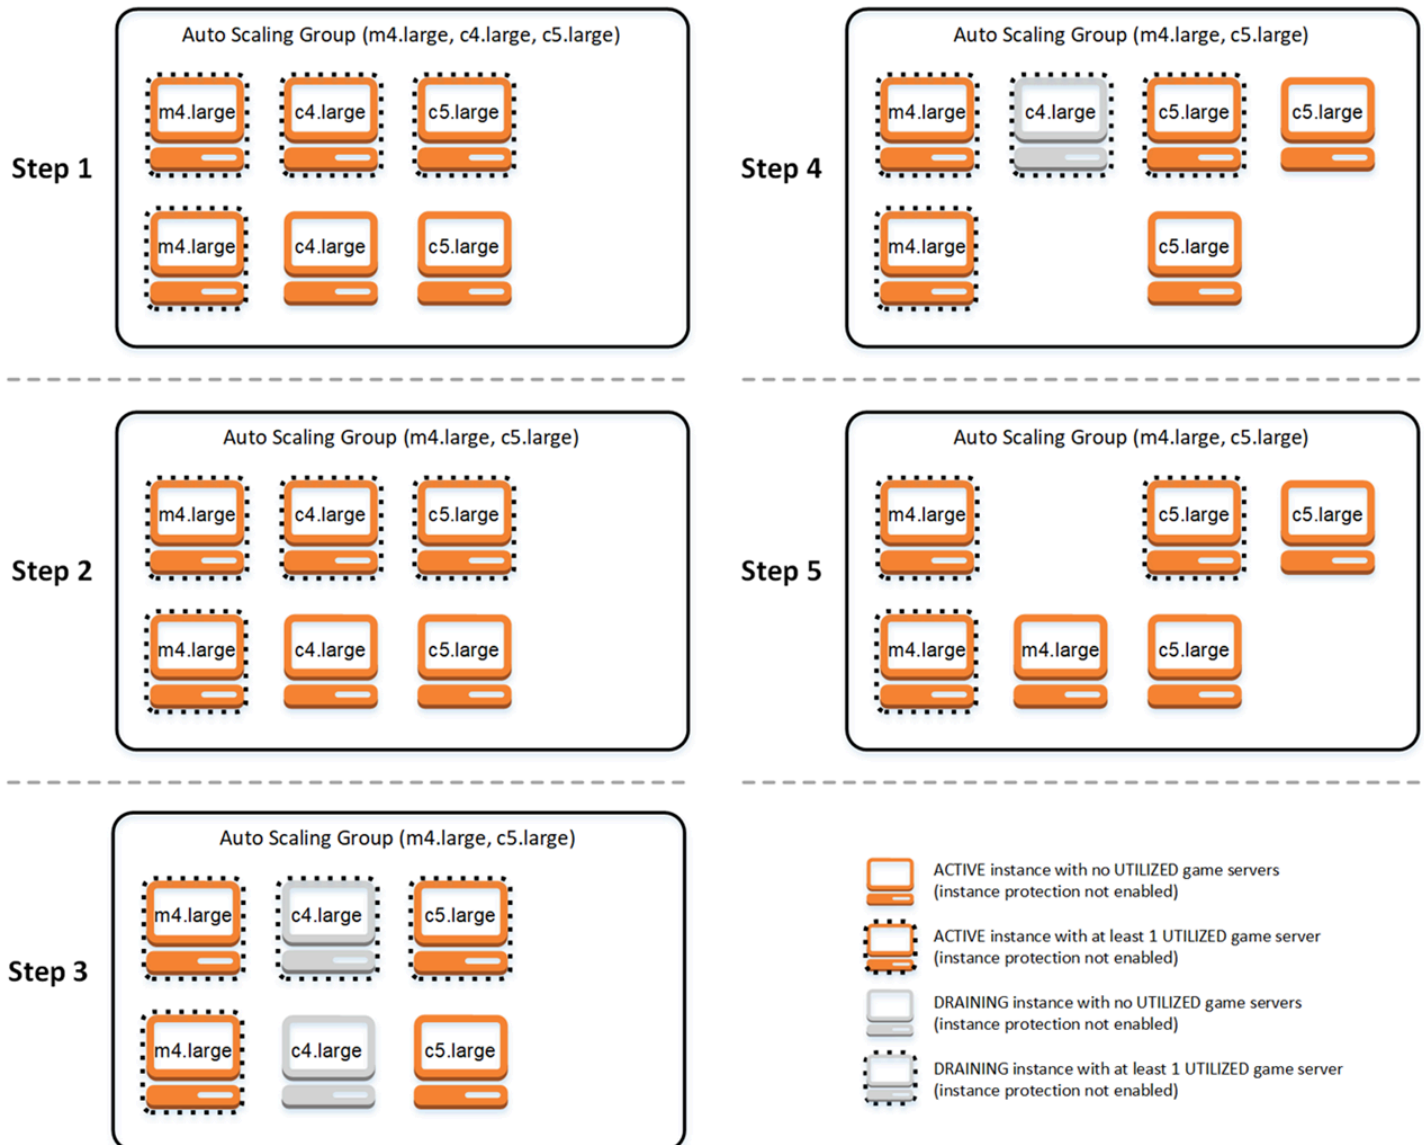 Step 1
Auto Scaling Group (m4.large, c4.large, c5.large)
m4.large
c4.large
c5.large
m4.large
c4.large
c5.large
Step 2
Auto Scaling Group (m4.large, c5.large)
m4.large
c4.large
c5.large
m4.large
c4.large
c5.large
Step 3
Auto Scaling Group (m4.large, c5.large)
m4.large
c4.large
c5.large
m4.large
c4.large
c5.large
Step 4
Auto Scaling Group (m4.large, c5.large)
m4.large
c4.large
c5.large
c5.large
m4.large
c5.large
Step 5
Auto Scaling Group (m4.large, c5.large)
m4.large
c5.large
c5.large
m4.large
m4.large
c5.large
ACTIVE instance with no UTILIZED game servers
(instance protection not enabled)
ACTIVE instance with at least 1 UTILIZED game server
(instance protection not enabled)
DRAINING instance with no UTILIZED game servers
(instance protection not enabled)
DRAINING instance with at least 1 UTILIZED game server
(instance protection not enabled)